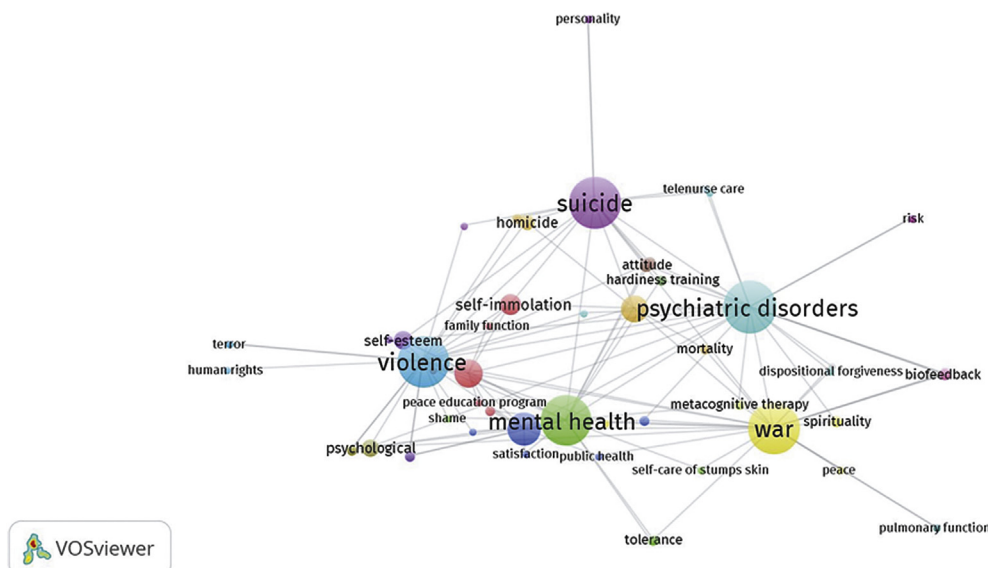 personality
suicide
telenurse care
homicide
risk
attitude
hardiness training
self-immolation
psychiatric disorders
family function
self-esteem
terror
mortality
violence
human rights
dispositional forgiveness
biofeedback
peace education program
metacognitive therapy
shame
mental health
war
spirituality
psychological
satisfaction
public health
self-care of stumps skin
peace
pulmonary function
tolerance
VOSviewer